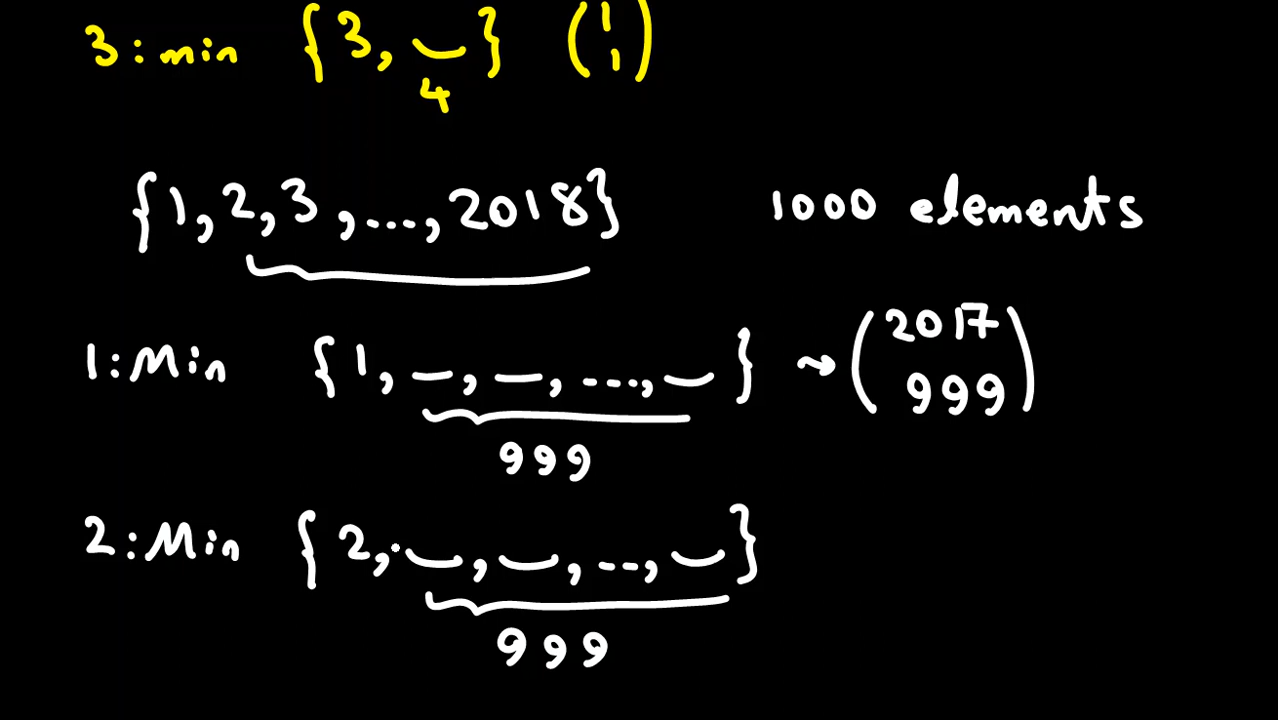 3 : min { 3, _ } (1 1)
4
{1, 2, 3, ..., 2018} 1000 elements
1 : Min { 1, _, _, ..., _ } ⇝ (2017 999)
999
2 : Min { 2, _, _, .., _ }
999